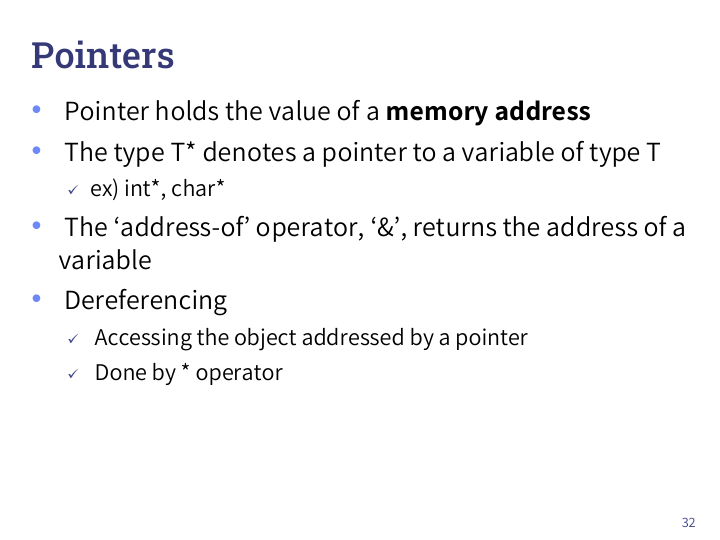 Pointers
• Pointer holds the value of a memory address
• The type T* denotes a pointer to a variable of type T
✓ ex) int*, char*
• The ‘address-of’ operator, ‘&’, returns the address of a
variable
• Dereferencing
✓ Accessing the object addressed by a pointer
✓ Done by * operator
32